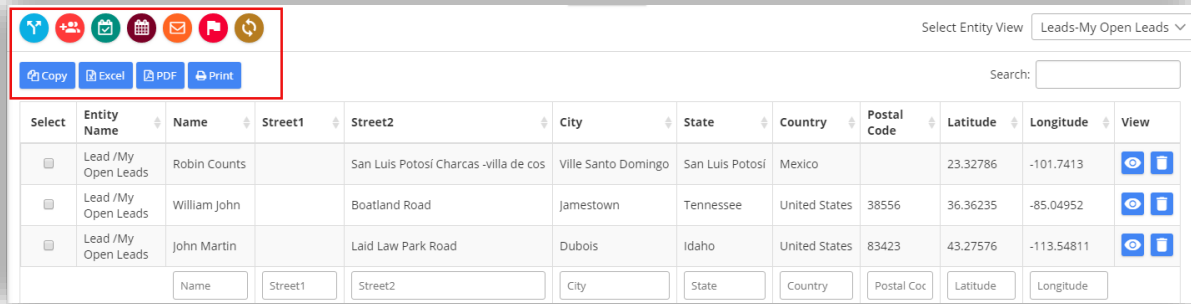 Select Entity View Leads-My Open Leads
Copy Excel PDF Print Search:
Select Entity Name Name Street1 Street2 City State Country Postal Code Latitude Longitude View
Lead /My Open Leads Robin Counts San Luis Potosí Charcas -villa de cos Ville Santo Domingo San Luis Potosí Mexico 23.32786 -101.7413
Lead /My Open Leads William John Boatland Road Jamestown Tennessee United States 38556 36.36235 -85.04952
Lead /My Open Leads John Martin Laid Law Park Road Dubois Idaho United States 83423 43.27576 -113.54811
Name Street1 Street2 City State Country Postal Coc Latitude Longitude